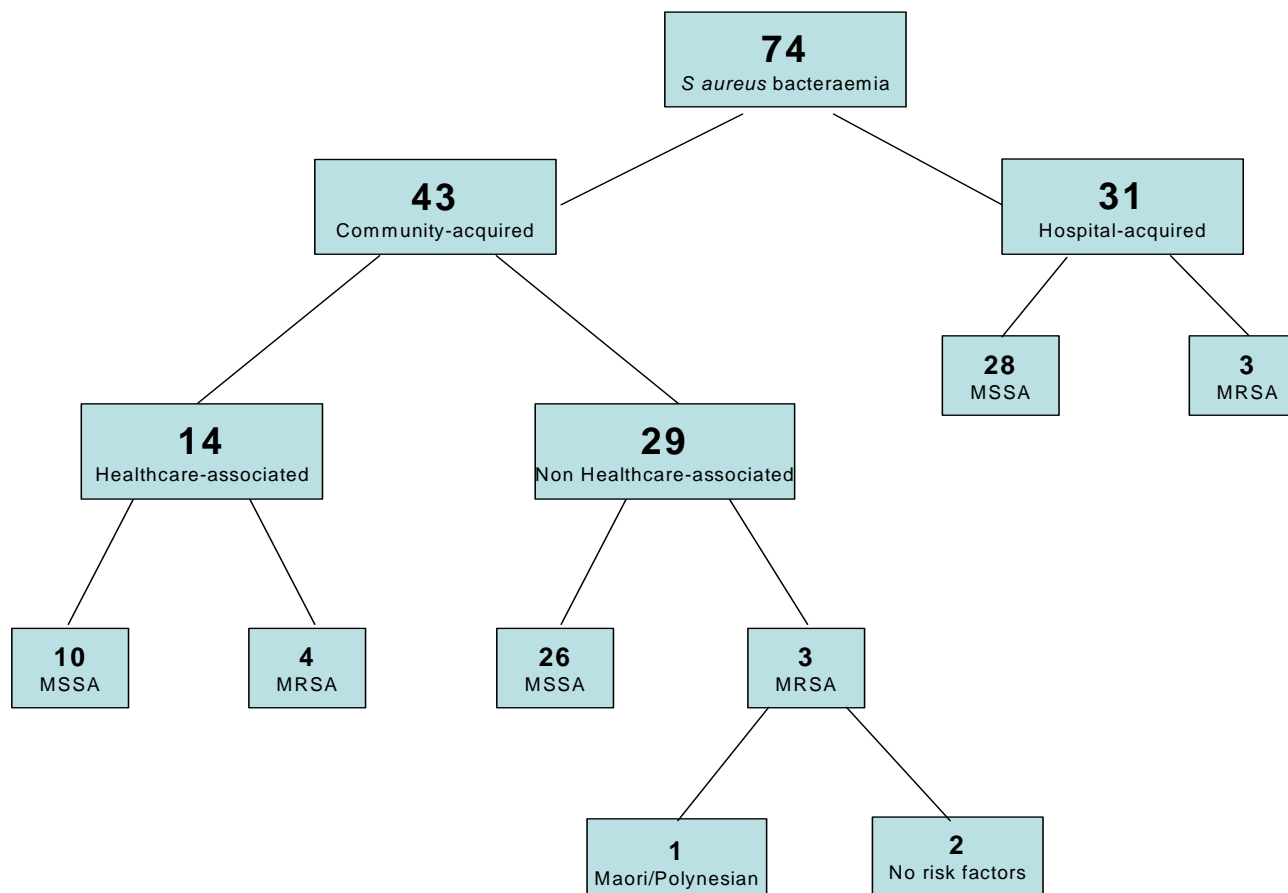 74
S aureus bacteraemia
43
Community-acquired
31
Hospital-acquired
28
MSSA
3
MRSA
14
Healthcare-associated
29
Non Healthcare-associated
10
MSSA
4
MRSA
26
MSSA
3
MRSA
1
Maori/Polynesian
2
No risk factors